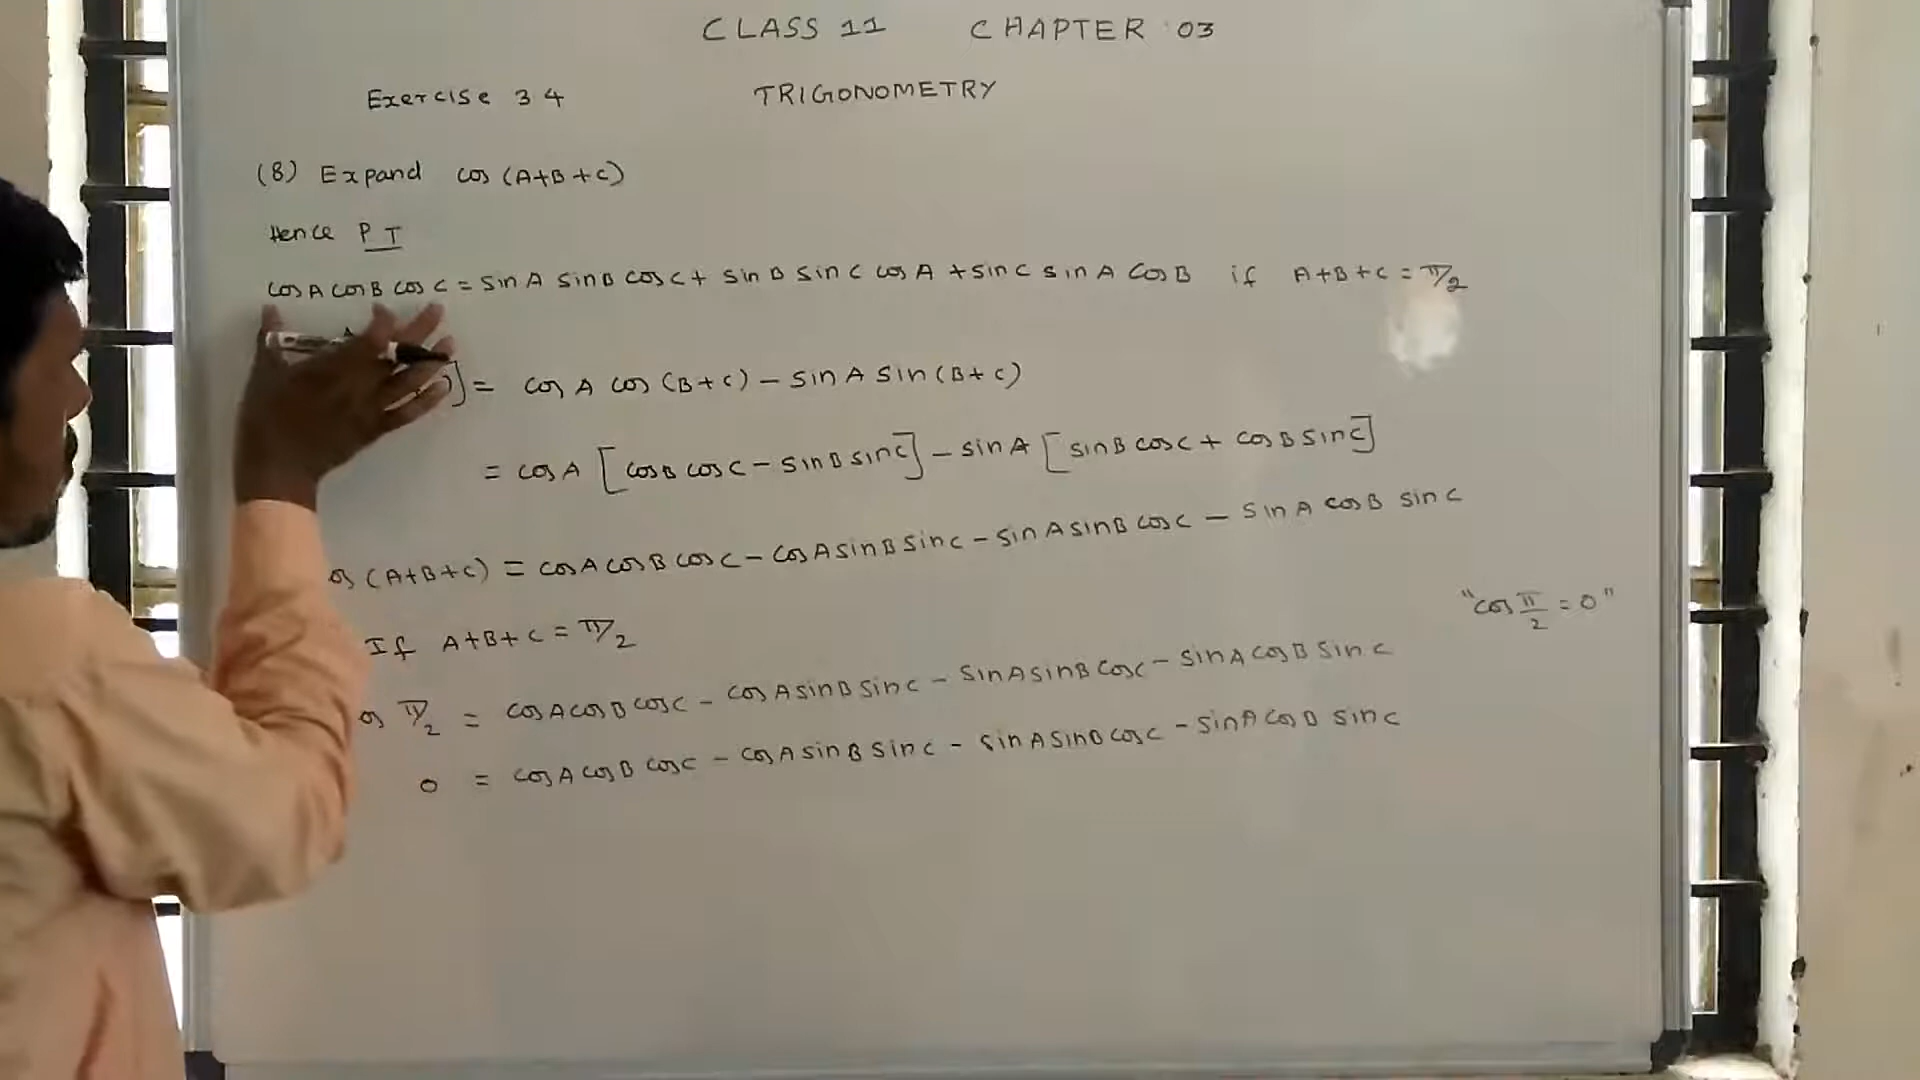 CLASS 11 CHAPTER 03
Exercise 3 4 TRIGONOMETRY
(8) Expand cos (A+B+C)
Hence P T
cos A cos B cos C = sin A sin B cos C + sin B sin C cos A + sin C sin A cos B if A+B+C = π/2
)] = cos A cos (B+C) - sin A sin (B+C)
= cos A [cos B cos C - sin B sin C] - sin A [sin B cos C + cos B sin C]
os (A+B+C) = cos A cos B cos C - cos A sin B sin C - sin A sin B cos C - sin A cos B sin C
"cos π/2 = 0"
If A+B+C = π/2
os π/2 = cos A cos B cos C - cos A sin B sin C - sin A sin B cos C - sin A cos B sin C
0 = cos A cos B cos C - cos A sin B sin C - sin A sin B cos C - sin A cos B sin C